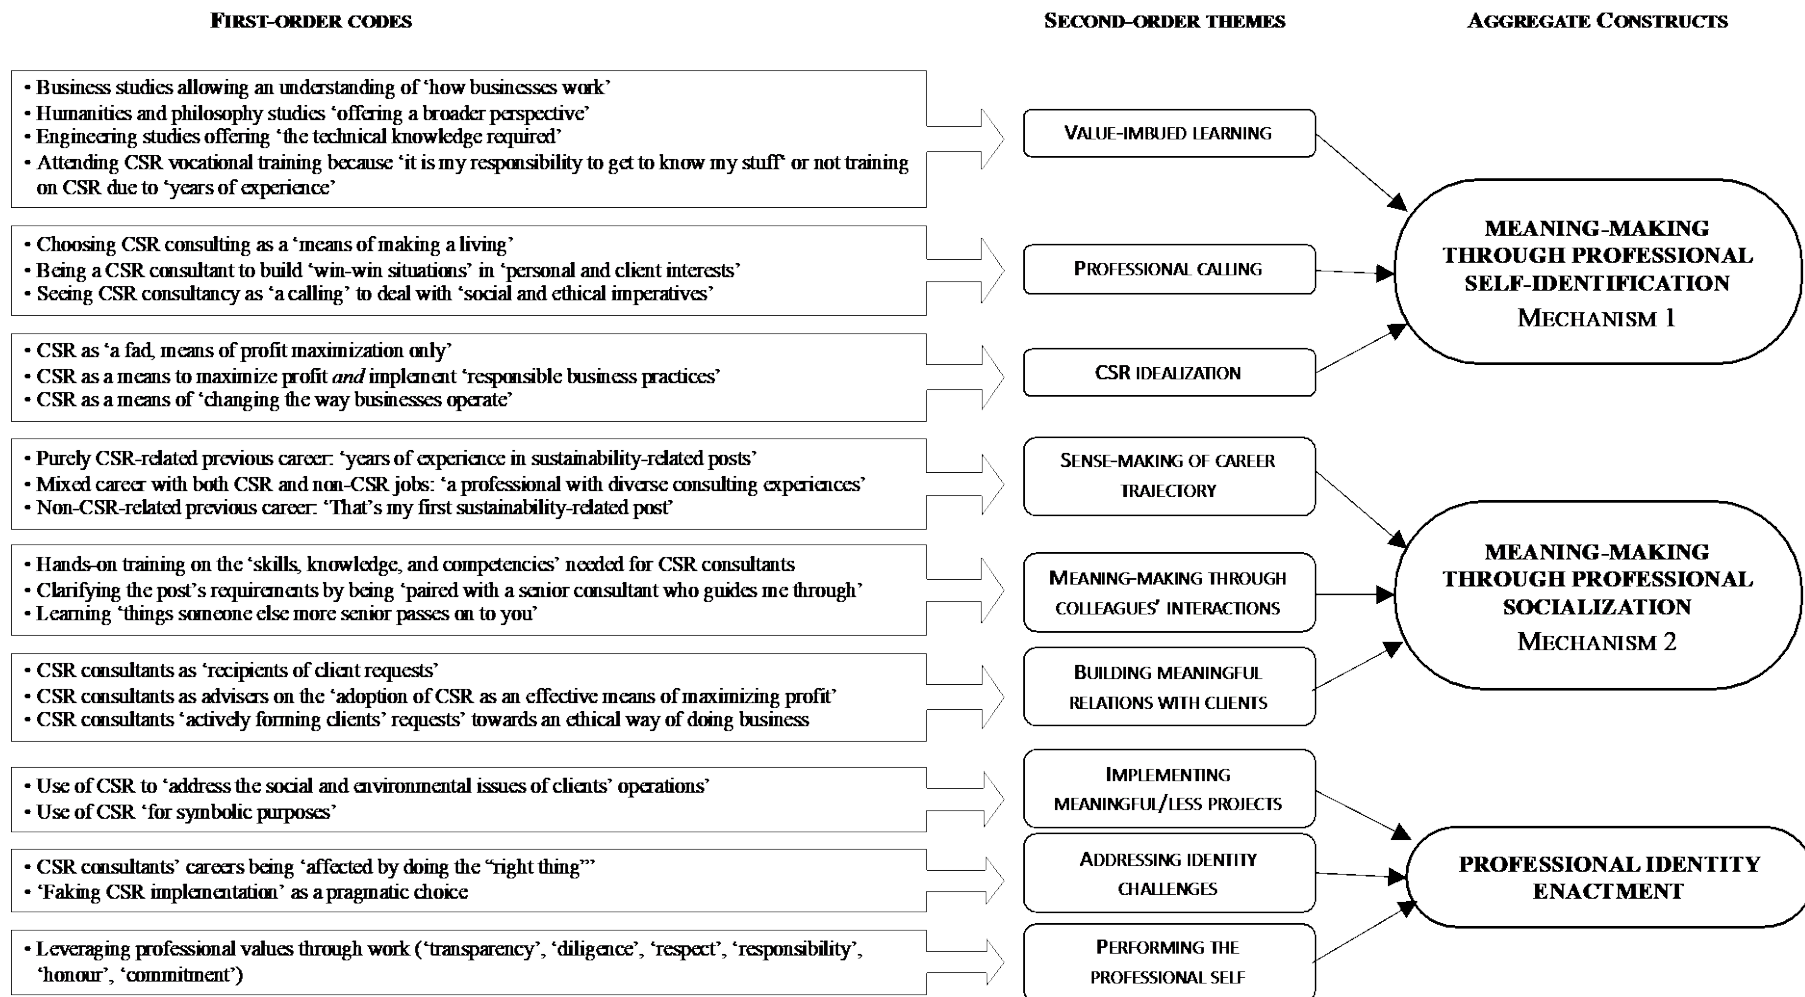 FIRST-ORDER CODES
SECOND-ORDER THEMES
AGGREGATE CONSTRUCTS
• Business studies allowing an understanding of ‘how businesses work’
• Humanities and philosophy studies ‘offering a broader perspective’
• Engineering studies offering ‘the technical knowledge required’
• Attending CSR vocational training because ‘it is my responsibility to get to know my stuff’ or not training
on CSR due to ‘years of experience’
VALUE-IMBUED LEARNING
• Choosing CSR consulting as a ‘means of making a living’
• Being a CSR consultant to build ‘win-win situations’ in ‘personal and client interests’
• Seeing CSR consultancy as ‘a calling’ to deal with ‘social and ethical imperatives’
PROFESSIONAL CALLING
• CSR as ‘a fad, means of profit maximization only’
• CSR as a means to maximize profit and implement ‘responsible business practices’
• CSR as a means of ‘changing the way businesses operate’
CSR IDEALIZATION
MEANING-MAKING
THROUGH PROFESSIONAL
SELF-IDENTIFICATION
MECHANISM 1
• Purely CSR-related previous career: ‘years of experience in sustainability-related posts’
• Mixed career with both CSR and non-CSR jobs: ‘a professional with diverse consulting experiences’
• Non-CSR-related previous career: ‘That’s my first sustainability-related post’
SENSE-MAKING OF CAREER
TRAJECTORY
• Hands-on training on the ‘skills, knowledge, and competencies’ needed for CSR consultants
• Clarifying the post’s requirements by being ‘paired with a senior consultant who guides me through’
• Learning ‘things someone else more senior passes on to you’
MEANING-MAKING THROUGH
COLLEAGUES’ INTERACTIONS
• CSR consultants as ‘recipients of client requests’
• CSR consultants as advisers on the ‘adoption of CSR as an effective means of maximizing profit’
• CSR consultants ‘actively forming clients’ requests’ towards an ethical way of doing business
BUILDING MEANINGFUL
RELATIONS WITH CLIENTS
MEANING-MAKING
THROUGH PROFESSIONAL
SOCIALIZATION
MECHANISM 2
• Use of CSR to ‘address the social and environmental issues of clients’ operations’
• Use of CSR ‘for symbolic purposes’
IMPLEMENTING
MEANINGFUL/LESS PROJECTS
• CSR consultants’ careers being ‘affected by doing the “right thing”’
• ‘Faking CSR implementation’ as a pragmatic choice
ADDRESSING IDENTITY
CHALLENGES
• Leveraging professional values through work (‘transparency’, ‘diligence’, ‘respect’, ‘responsibility’,
‘honour’, ‘commitment’)
PERFORMING THE
PROFESSIONAL SELF
PROFESSIONAL IDENTITY
ENACTMENT